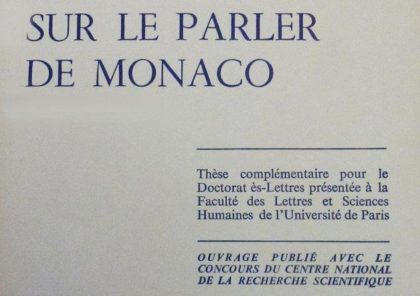 SUR LE PARLER
DE MONACO
Thèse complémentaire pour le
Doctorat ès-Lettres présentée à la
Faculté des Lettres et Sciences
Humaines de l'Université de Paris
OUVRAGE PUBLIÉ AVEC LE
CONCOURS DU CENTRE NATIONAL
DE LA RECHERCHE SCIENTIFIQUE